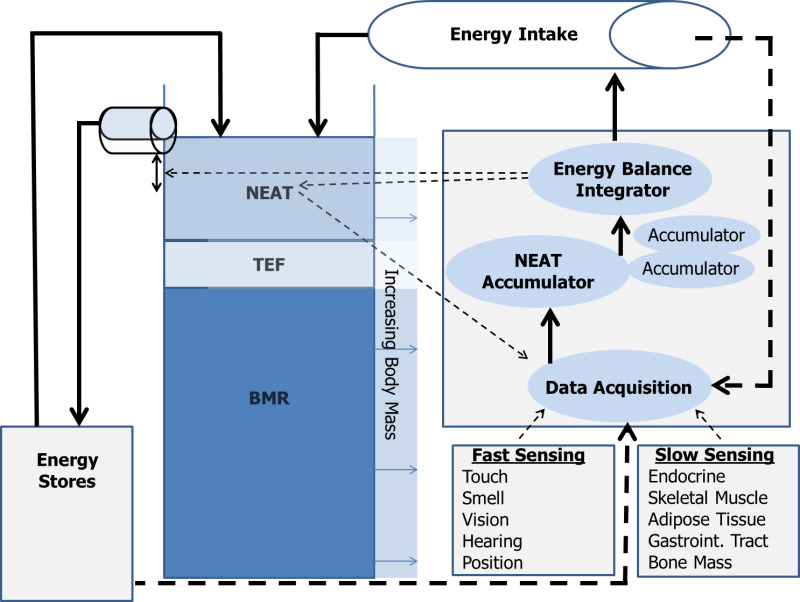 Energy Intake
Energy Balance
Integrator
NEAT
Accumulator
Accumulator
NEAT
Accumulator
TEF
Increasing Body Mass
Data Acquisition
BMR
Energy
Stores
Fast Sensing
Touch
Smell
Vision
Hearing
Position
Slow Sensing
Endocrine
Skeletal Muscle
Adipose Tissue
Gastroint. Tract
Bone Mass